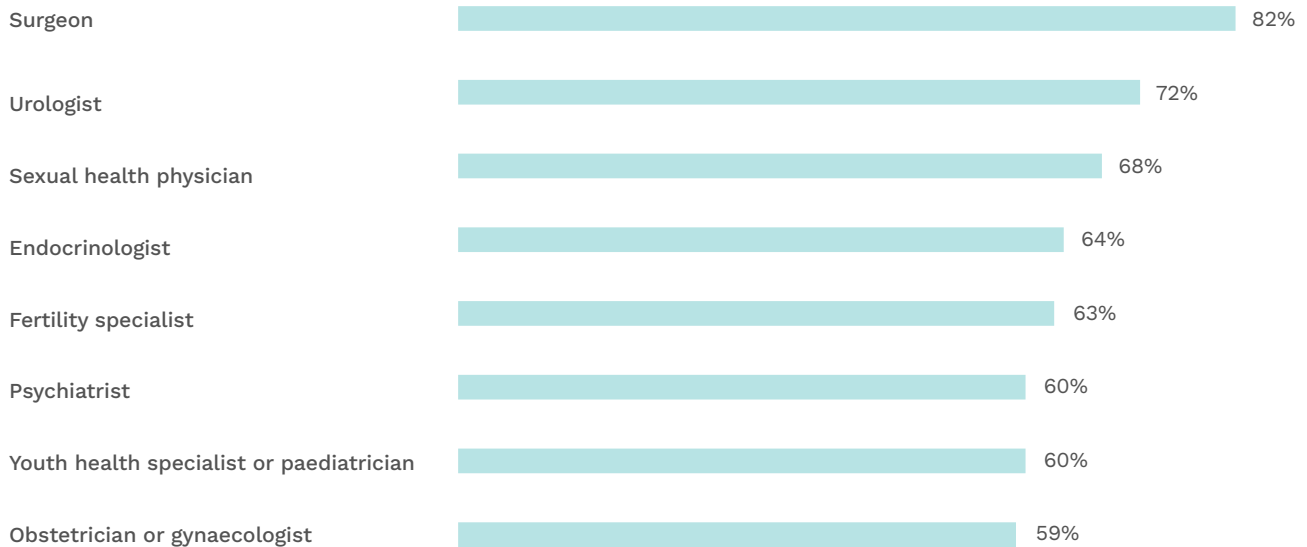 Surgeon 82%
Urologist 72%
Sexual health physician 68%
Endocrinologist 64%
Fertility specialist 63%
Psychiatrist 60%
Youth health specialist or paediatrician 60%
Obstetrician or gynaecologist 59%